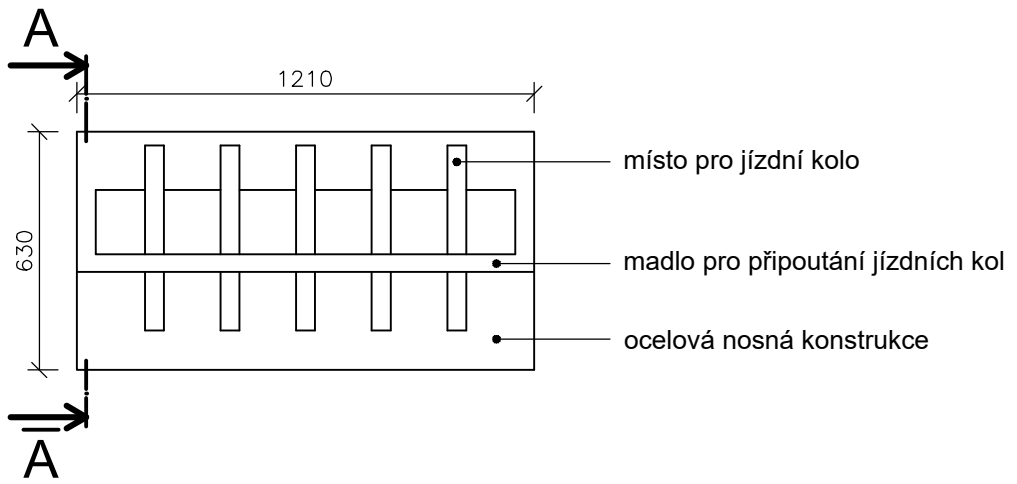 A
1210
630
místo pro jízdní kolo
madlo pro připoutání jízdních kol
ocelová nosná konstrukce
A